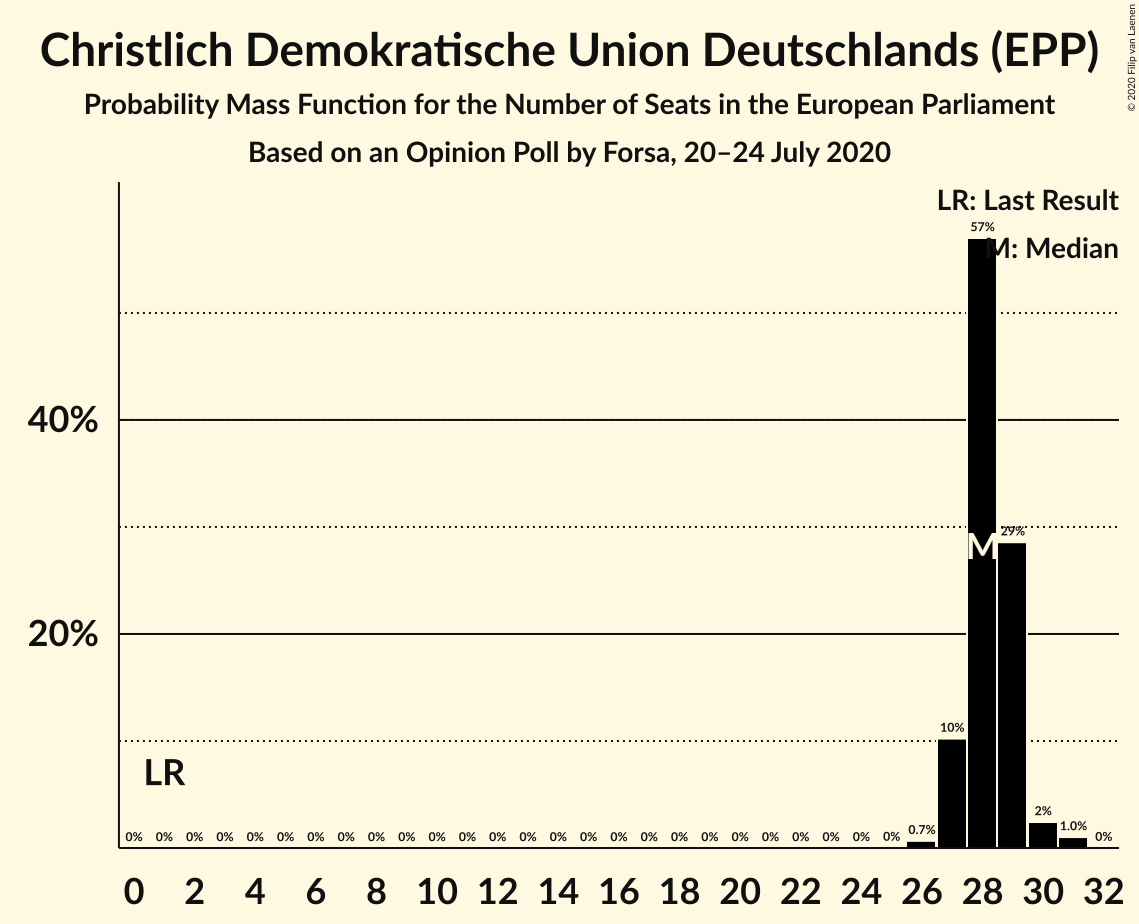 Christlich Demokratische Union Deutschlands (EPP)
Probability Mass Function for the Number of Seats in the European Parliament
Based on an Opinion Poll by Forsa, 20–24 July 2020
© 2020 Filip van Laenen
LR: Last Result
57%
M: Median
40%
M
29%
20%
10%
LR
0% 0% 0% 0% 0% 0% 0% 0% 0% 0% 0% 0% 0% 0% 0% 0% 0% 0% 0% 0% 0% 0% 0% 0% 0% 0% 0.7% 2% 1.0% 0%
0 2 4 6 8 10 12 14 16 18 20 22 24 26 28 30 32